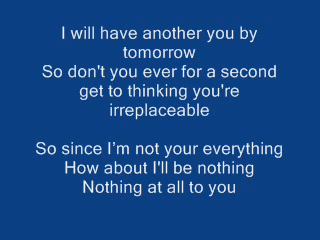 I will have another you by
tomorrow
So don't you ever for a second
get to thinking you're
irreplaceable

So since I’m not your everything
How about I'll be nothing
Nothing at all to you